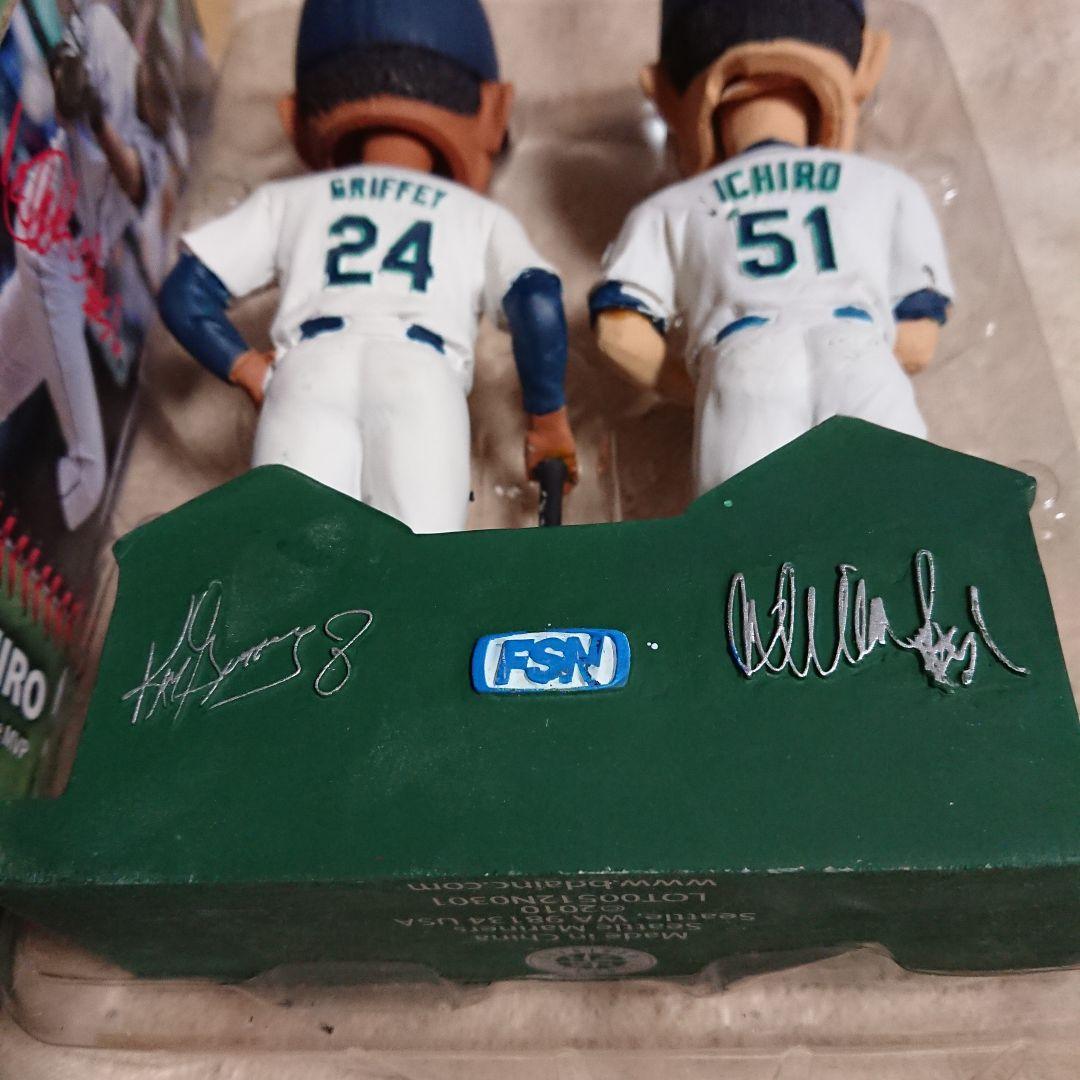 GRIFFEY
24
ICHIRO
51
FSN
IRO
MVP
Made in China
Seattle Mariners
Seattle, WA 98134 USA
©2010
LOT00512N0301
www.bdainc.com